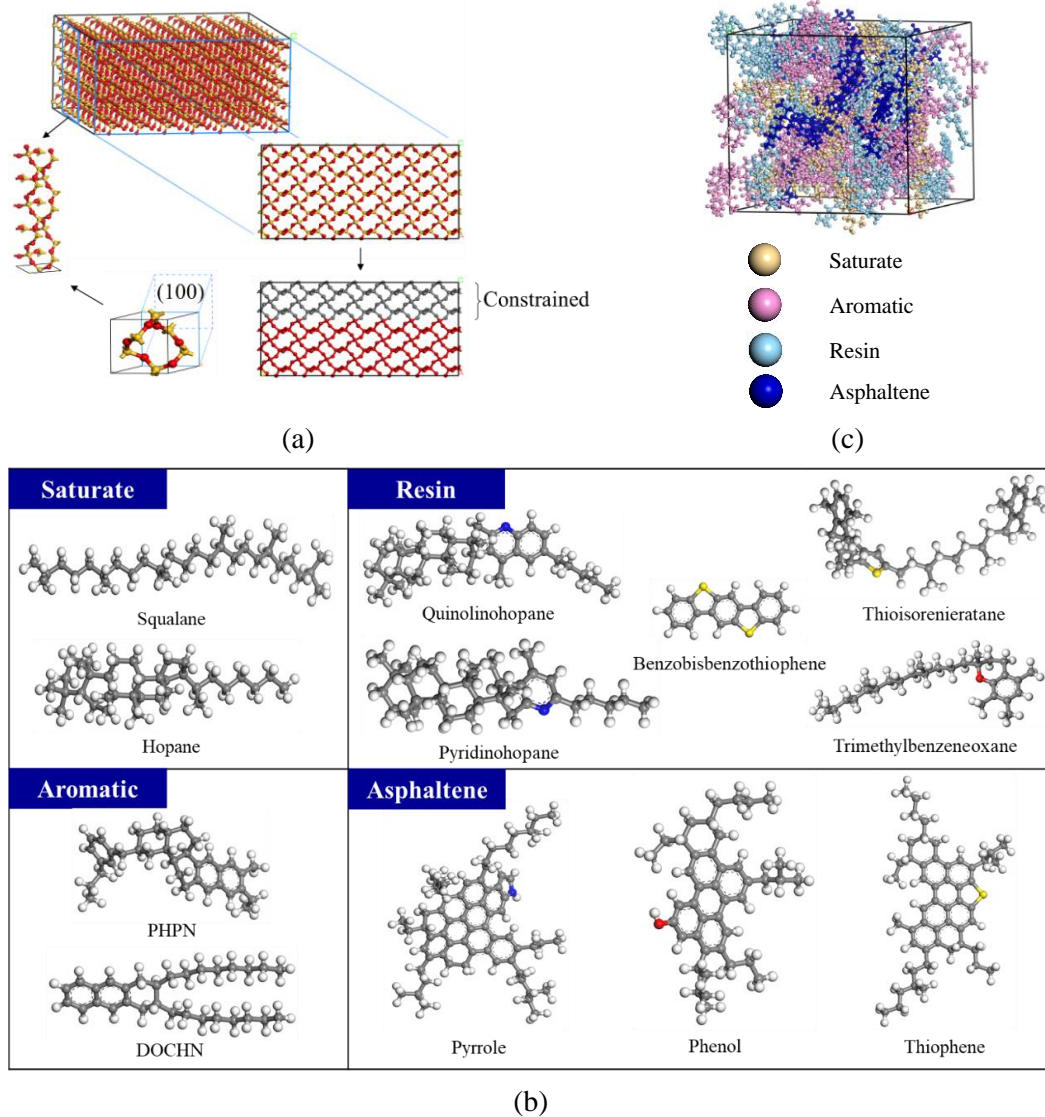 (100)
Constrained
(a)
Saturate
Aromatic
Resin
Asphaltene
(c)
Saturate
Squalane
Hopane
Resin
Quinolinohopane
Pyridinohopane
Benzobisbenzothiophene
Thioisorenieratane
Trimethylbenzeneoxane
Aromatic
PHPN
DOCHN
Asphaltene
Pyrrole
Phenol
Thiophene
(b)